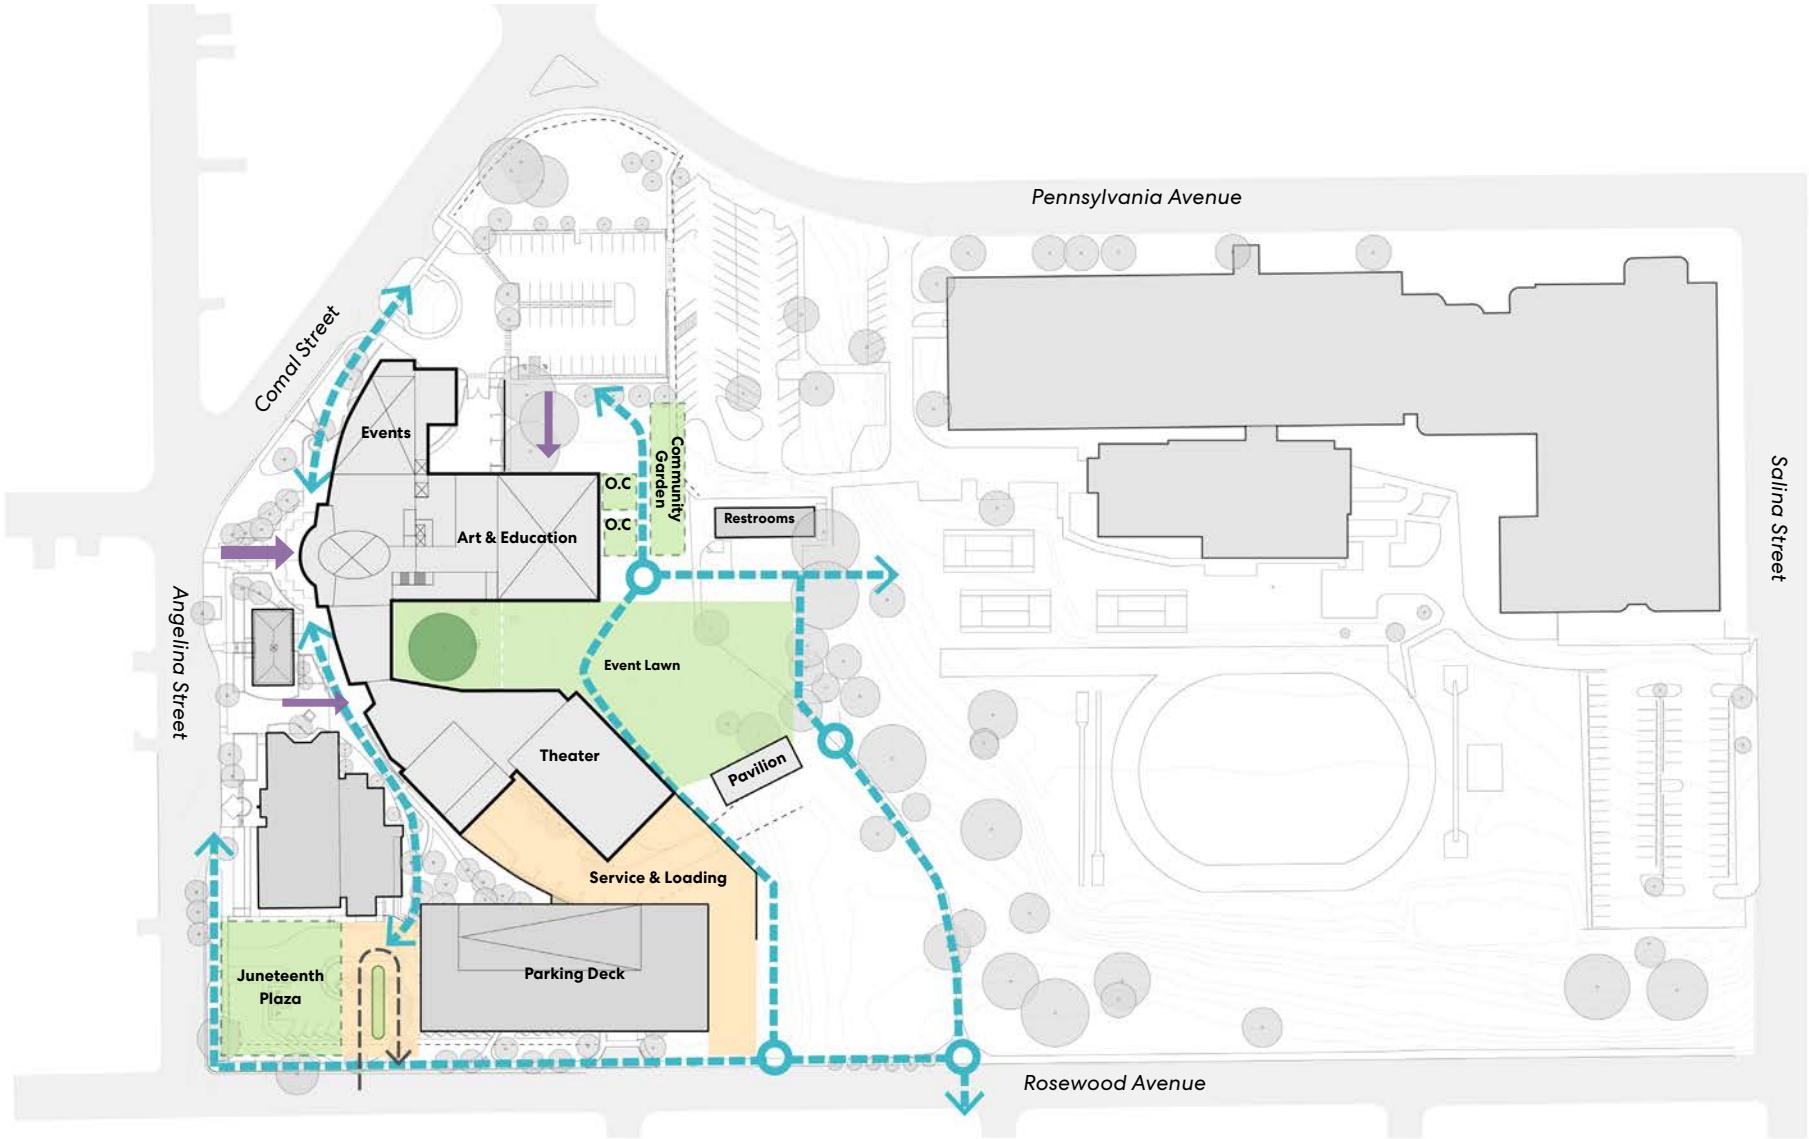 Pennsylvania Avenue
Comal Street
Events
Community
Garden
O.C
O.C
Restrooms
Art & Education
Salina Street
Angelina Street
Event Lawn
Theater
Pavilion
Service & Loading
Parking Deck
Juneteenth
Plaza
Rosewood Avenue